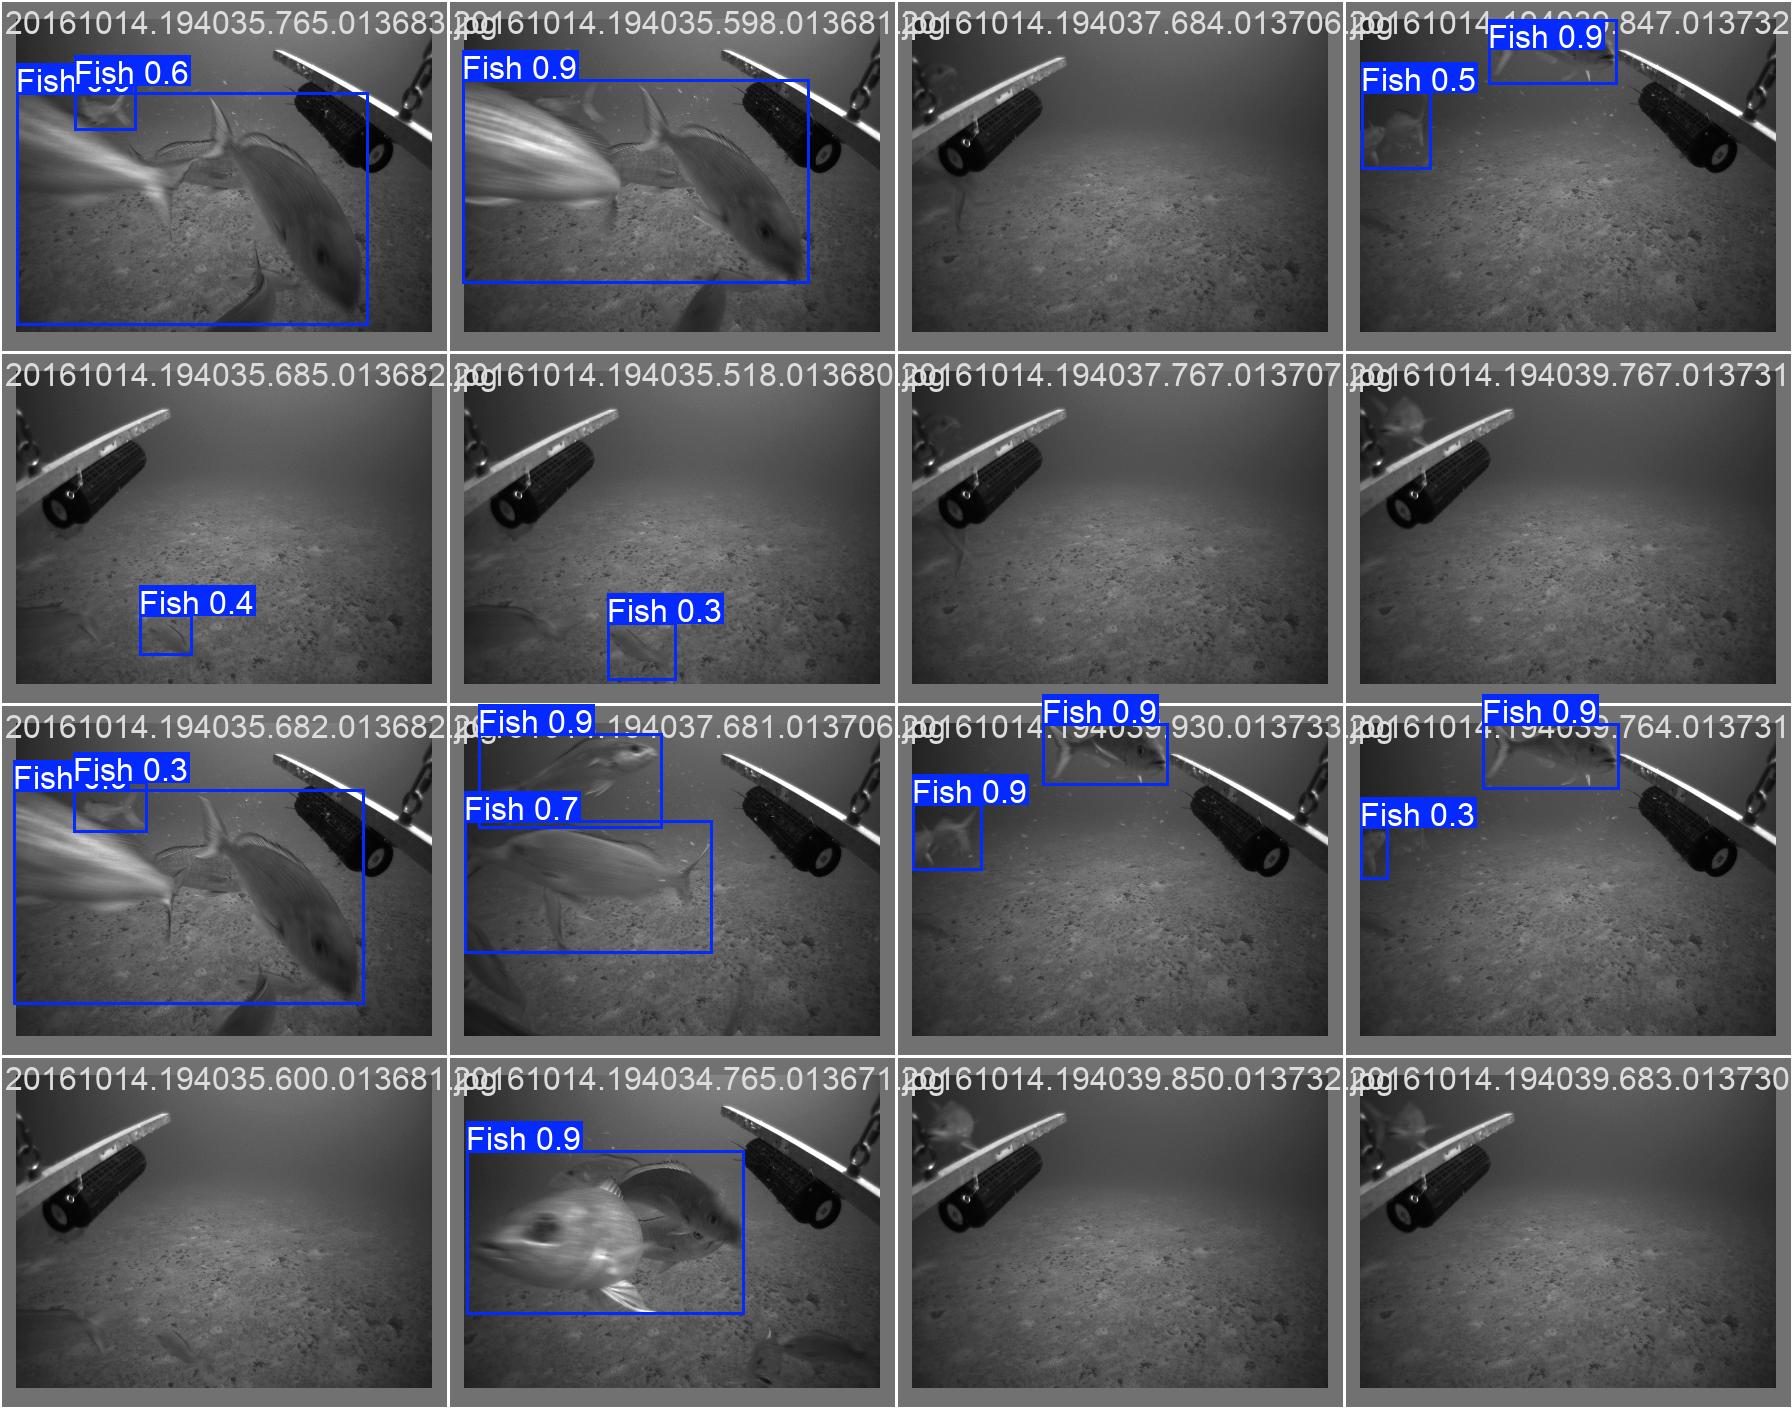 20161014.194035.765.013683.jpg
20161014.194035.598.013681.jpg
20161014.194037.684.013706.jpg
847.013732
Fish
Fish 0.6
Fish 0.9
Fish 0.9
Fish 0.5
20161014.194035.685.013682.jpg
20161014.194035.518.013680.jpg
20161014.194037.767.013707.jpg
20161014.194039.767.013731
Fish 0.4
Fish 0.3
20161014.194035.682.013682.jpg
037.681.013706.jpg
20161014.194039.930.013733.jpg
20161014.194039.764.013731
Fish
Fish 0.3
Fish 0.9
Fish 0.7
Fish 0.9
Fish 0.9
Fish 0.9
Fish 0.3
20161014.194035.600.013681.jpg
20161014.194034.765.013671.jpg
20161014.194039.850.013732.jpg
20161014.194039.683.013730
Fish 0.9